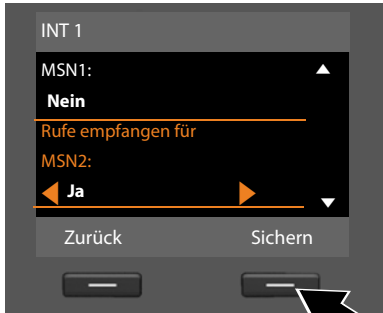 INT 1
MSN1:
Nein
Rufe empfangen für
MSN2:
Ja
Zurück Sichern